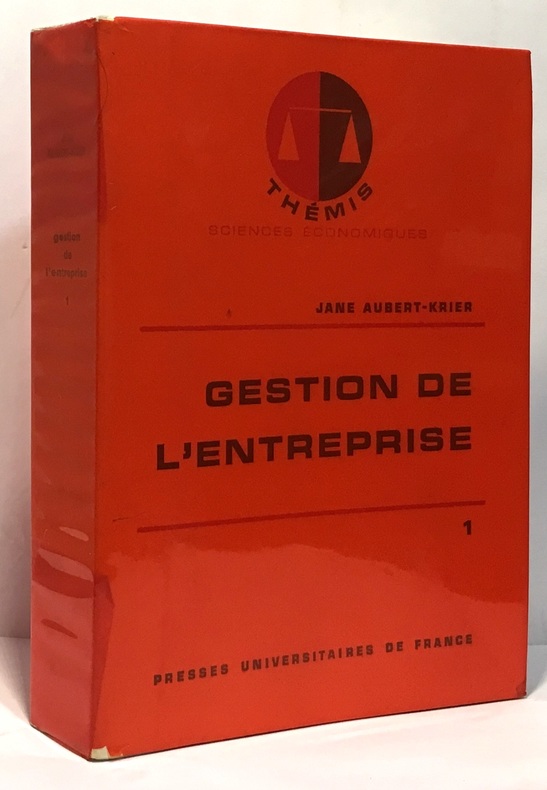 THÉMIS
SCIENCES ÉCONOMIQUES
JANE AUBERT-KRIER
GESTION DE
L'ENTREPRISE
1
PRESSES UNIVERSITAIRES DE FRANCE
gestion
de
l'entreprise
1